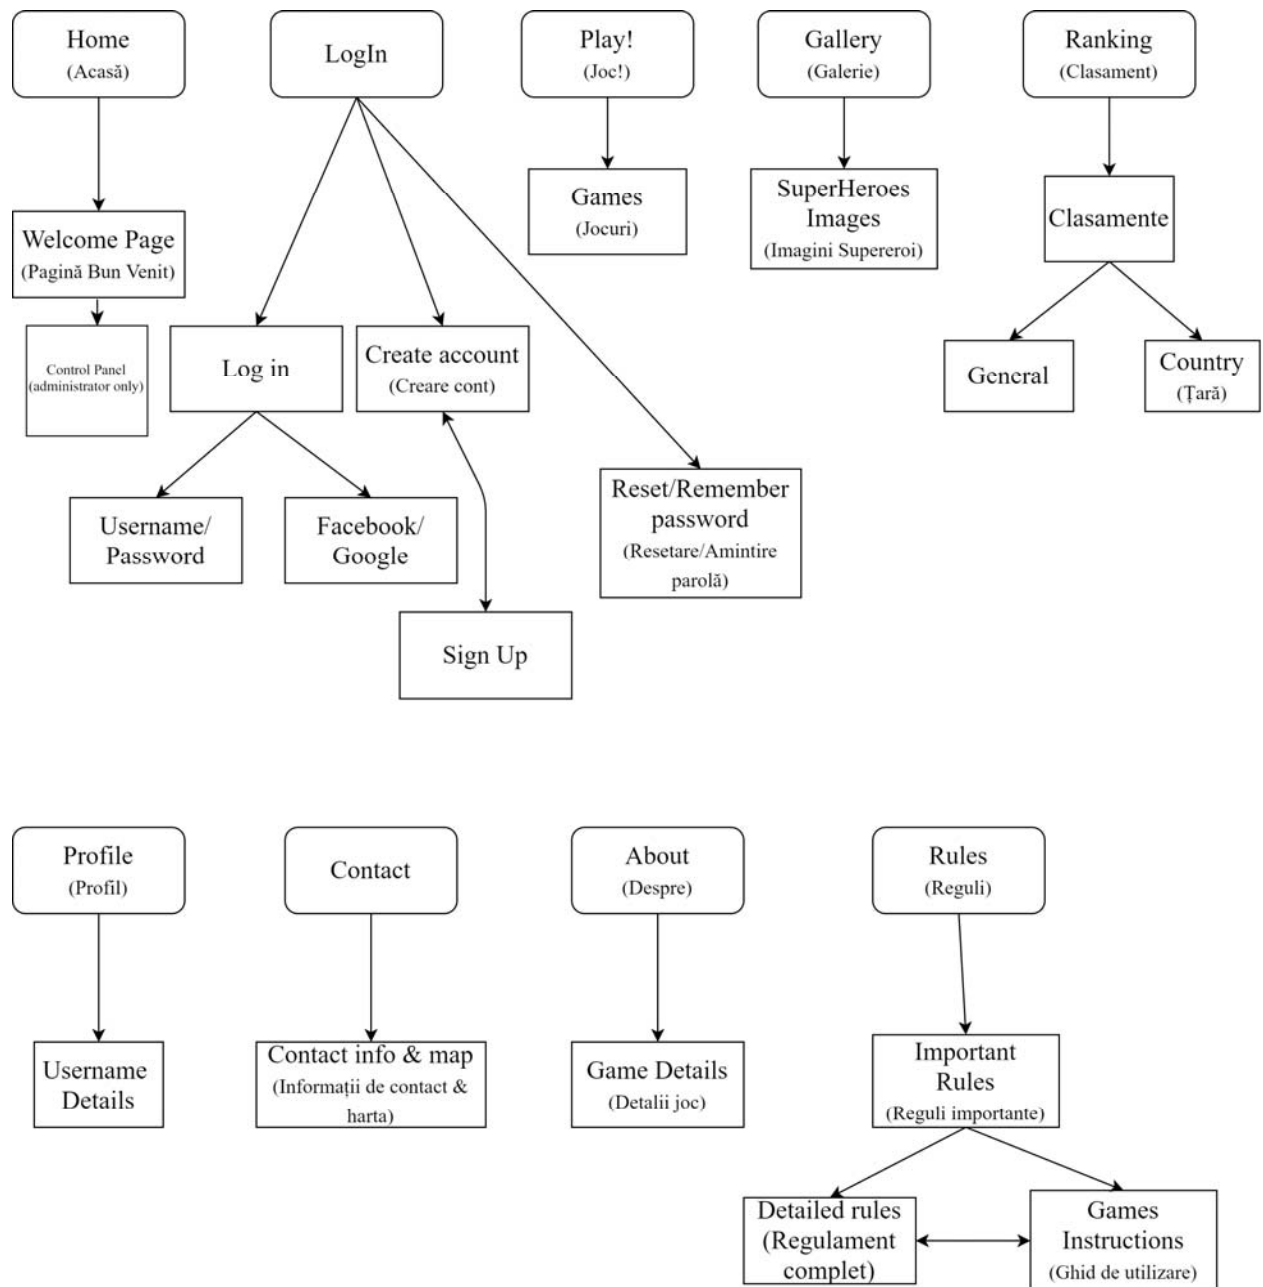 Home
(Acasă)
LogIn
Play!
(Joc!)
Gallery
(Galerie)
Ranking
(Clasament)
Welcome Page
(Pagină Bun Venit)
Games
(Jocuri)
SuperHeroes
Images
(Imagini Supereroi)
Clasamente
Control Panel
(administrator only)
Log in
Create account
(Creare cont)
General
Country
(Țară)
Username/
Password
Facebook/
Google
Reset/Remember
password
(Resetare/Amintire
parolă)
Sign Up
Profile
(Profil)
Contact
About
(Despre)
Rules
(Reguli)
Username
Details
Contact info & map
(Informații de contact &
harta)
Game Details
(Detalii joc)
Important
Rules
(Reguli importante)
Detailed rules
(Regulament
complet)
Games
Instructions
(Ghid de utilizare)